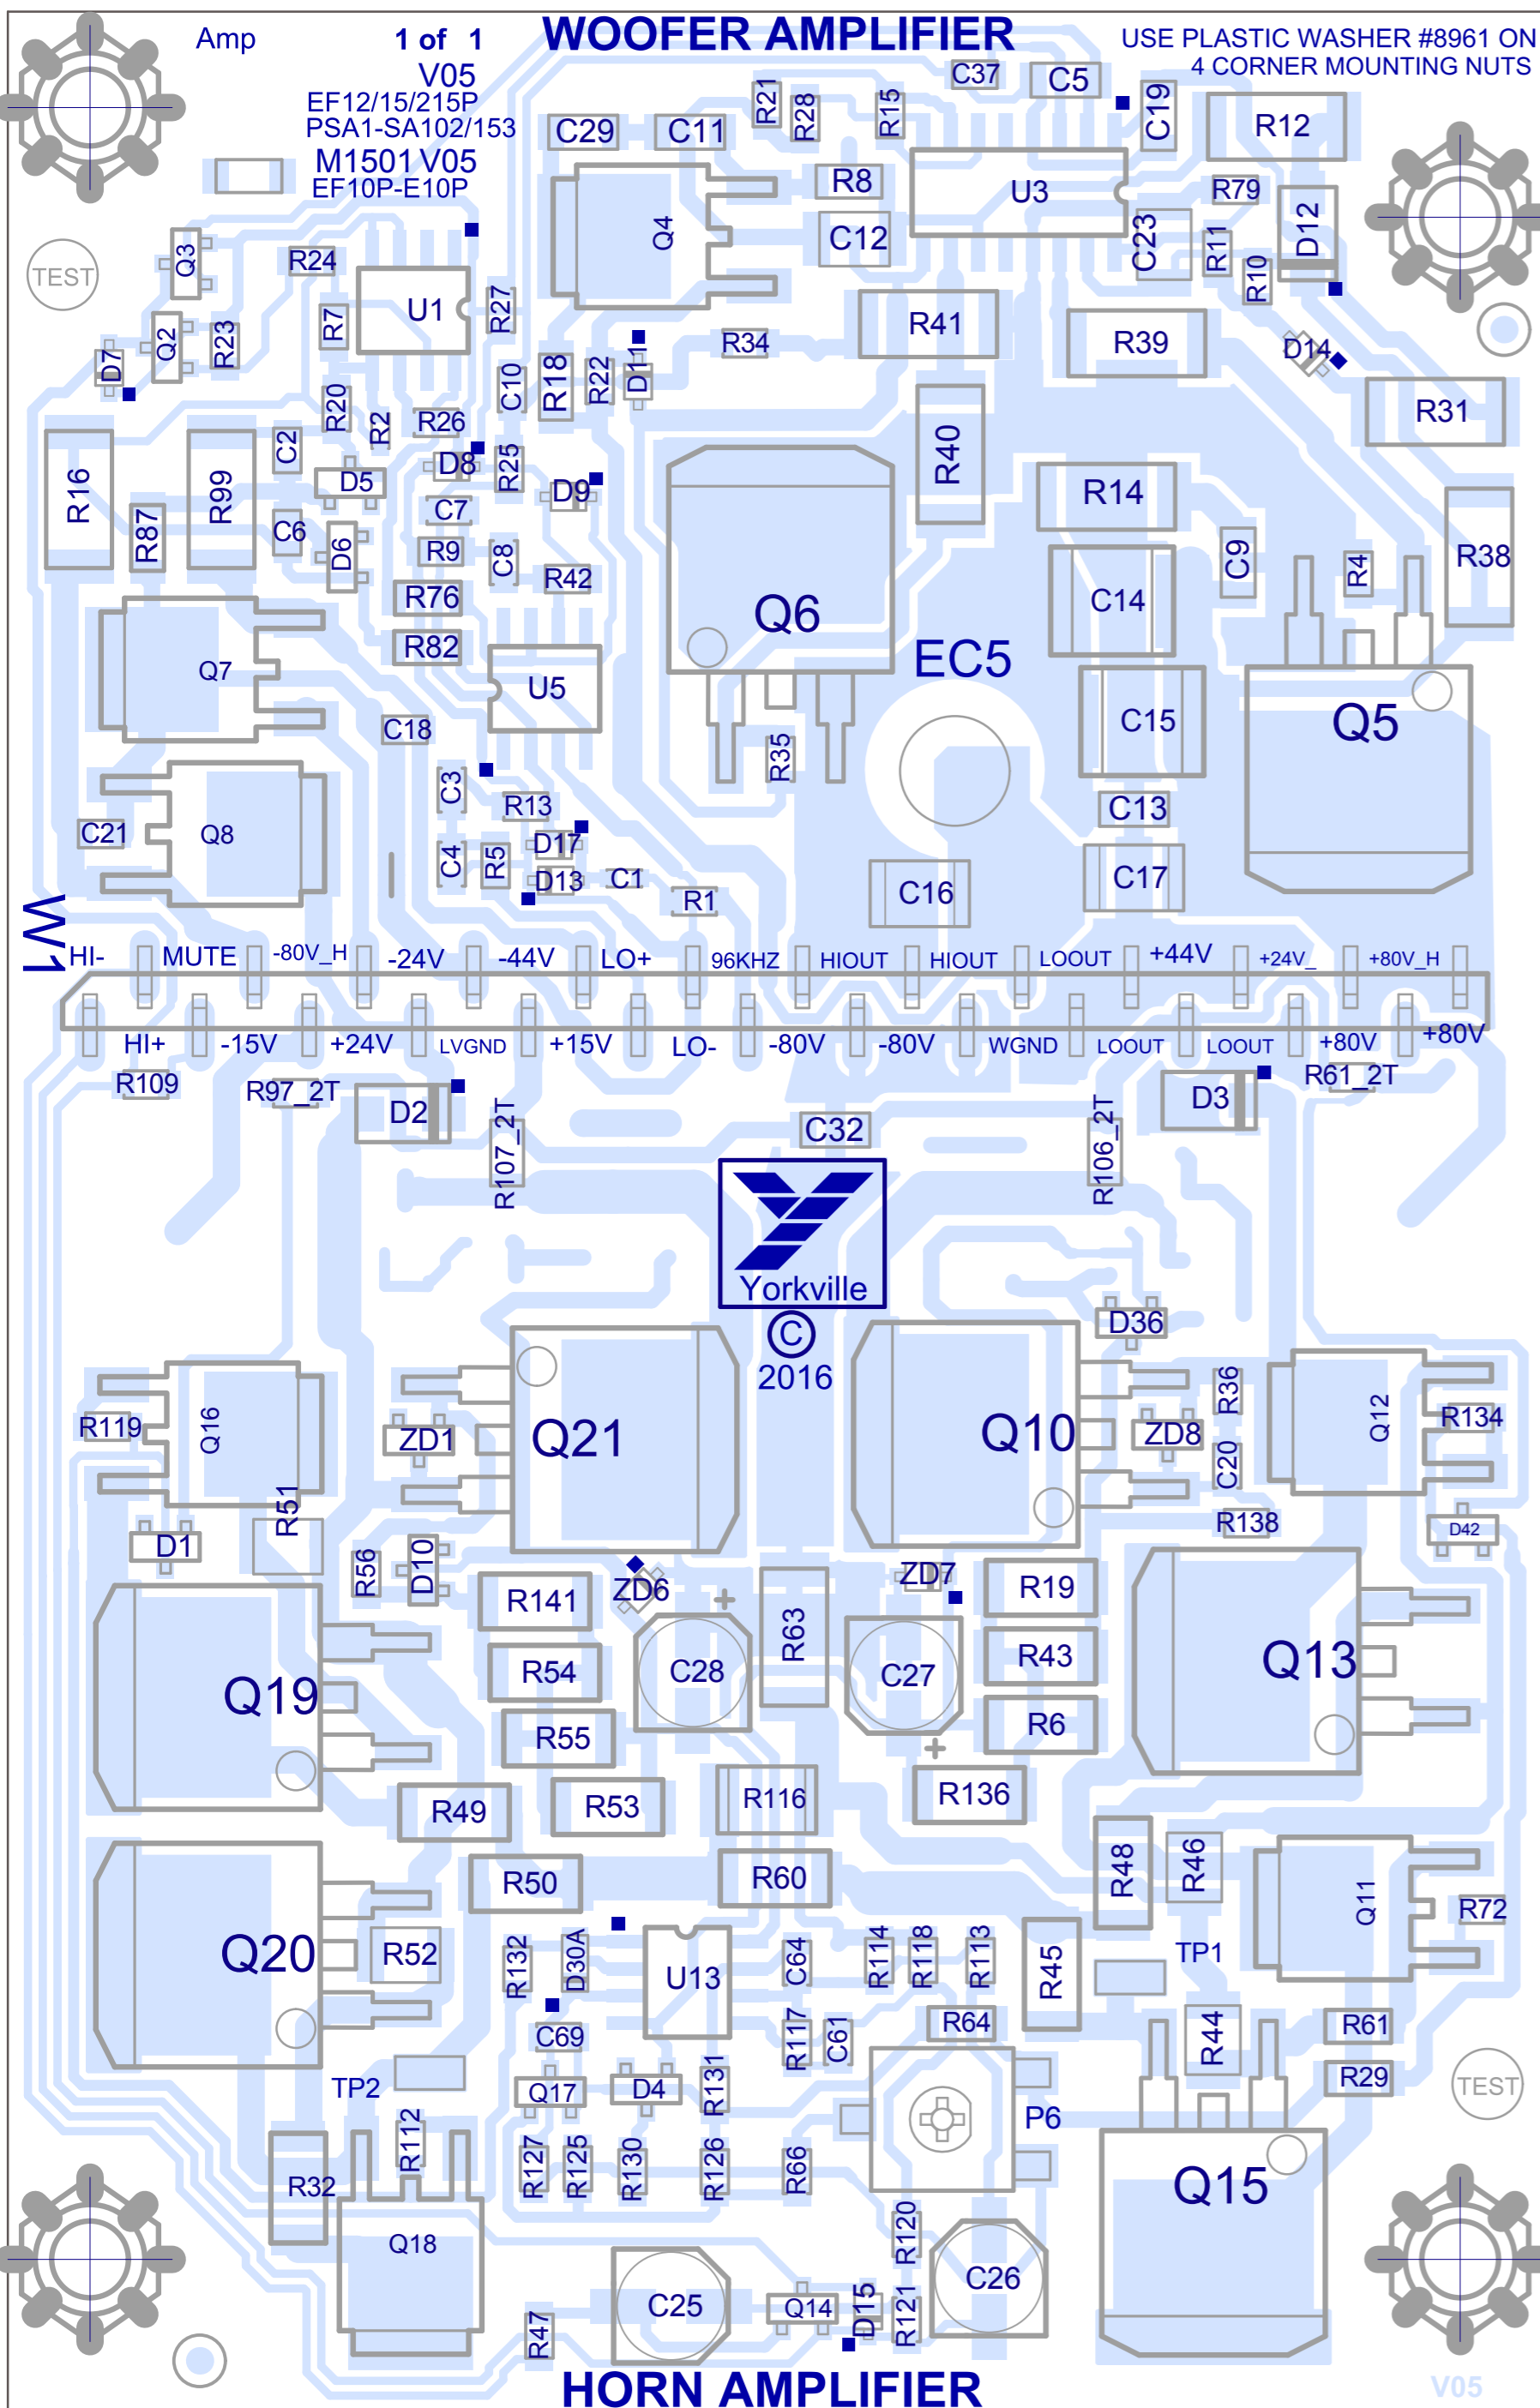 WOOFER AMPLIFIER
Amp
1 of 1
V05
EF12/15/215P
PSA1-SA102/153
M1501 V05
EF10P-E10P
USE PLASTIC WASHER #8961 ON
4 CORNER MOUNTING NUTS
C37
C5
C19
R12
R21
R28
R15
C29
C11
R8
U3
R79
D12
Q4
C12
C23
R11
R10
Q3
R24
TEST
U1
R27
R7
Q2
R23
D7
R41
R39
D14
R34
D11
R22
R18
C10
R31
R20
R2
R26
R40
R16
R99
C2
D8
R25
D5
D9
R14
R87
C6
D6
C7
R9
C8
R42
C9
R4
R38
R76
Q6
C14
R82
EC5
Q7
U5
C15
Q5
C18
R35
C3
R13
C13
C21
Q8
C4
R5
D17
D13
C1
R1
C16
C17
W1
HI-
MUTE
-80V_H
-24V
-44V
LO+
96KHZ
HIOUT
HIOUT
LOOUT
+44V
+24V_
+80V_H
HI+
-15V
+24V
LVGND
+15V
LO-
-80V
-80V
WGND
LOOUT
LOOUT
+80V
+80V
R109
R97_2T
D2
R107_2T
C32
R106_2T
D3
R61_2T
Yorkville
C
2016
D36
R119
Q16
ZD1
Q21
Q10
ZD8
R36
C20
Q12
R134
R51
R138
D42
D1
R56
D10
R141
ZD6
R63
ZD7
R19
Q19
R54
C28
C27
R43
Q13
R55
R6
R49
R53
R116
R136
R50
R60
R48
R46
Q11
R72
Q20
R52
R132
D30A
U13
C64
R114
R118
R113
R45
TP1
C69
R117
C61
R64
R44
R61
R29
TEST
TP2
Q17
D4
R131
P6
R112
R127
R125
R130
R126
R66
R32
Q18
R120
Q15
C25
Q14
D15
R121
C26
R47
HORN AMPLIFIER
V05